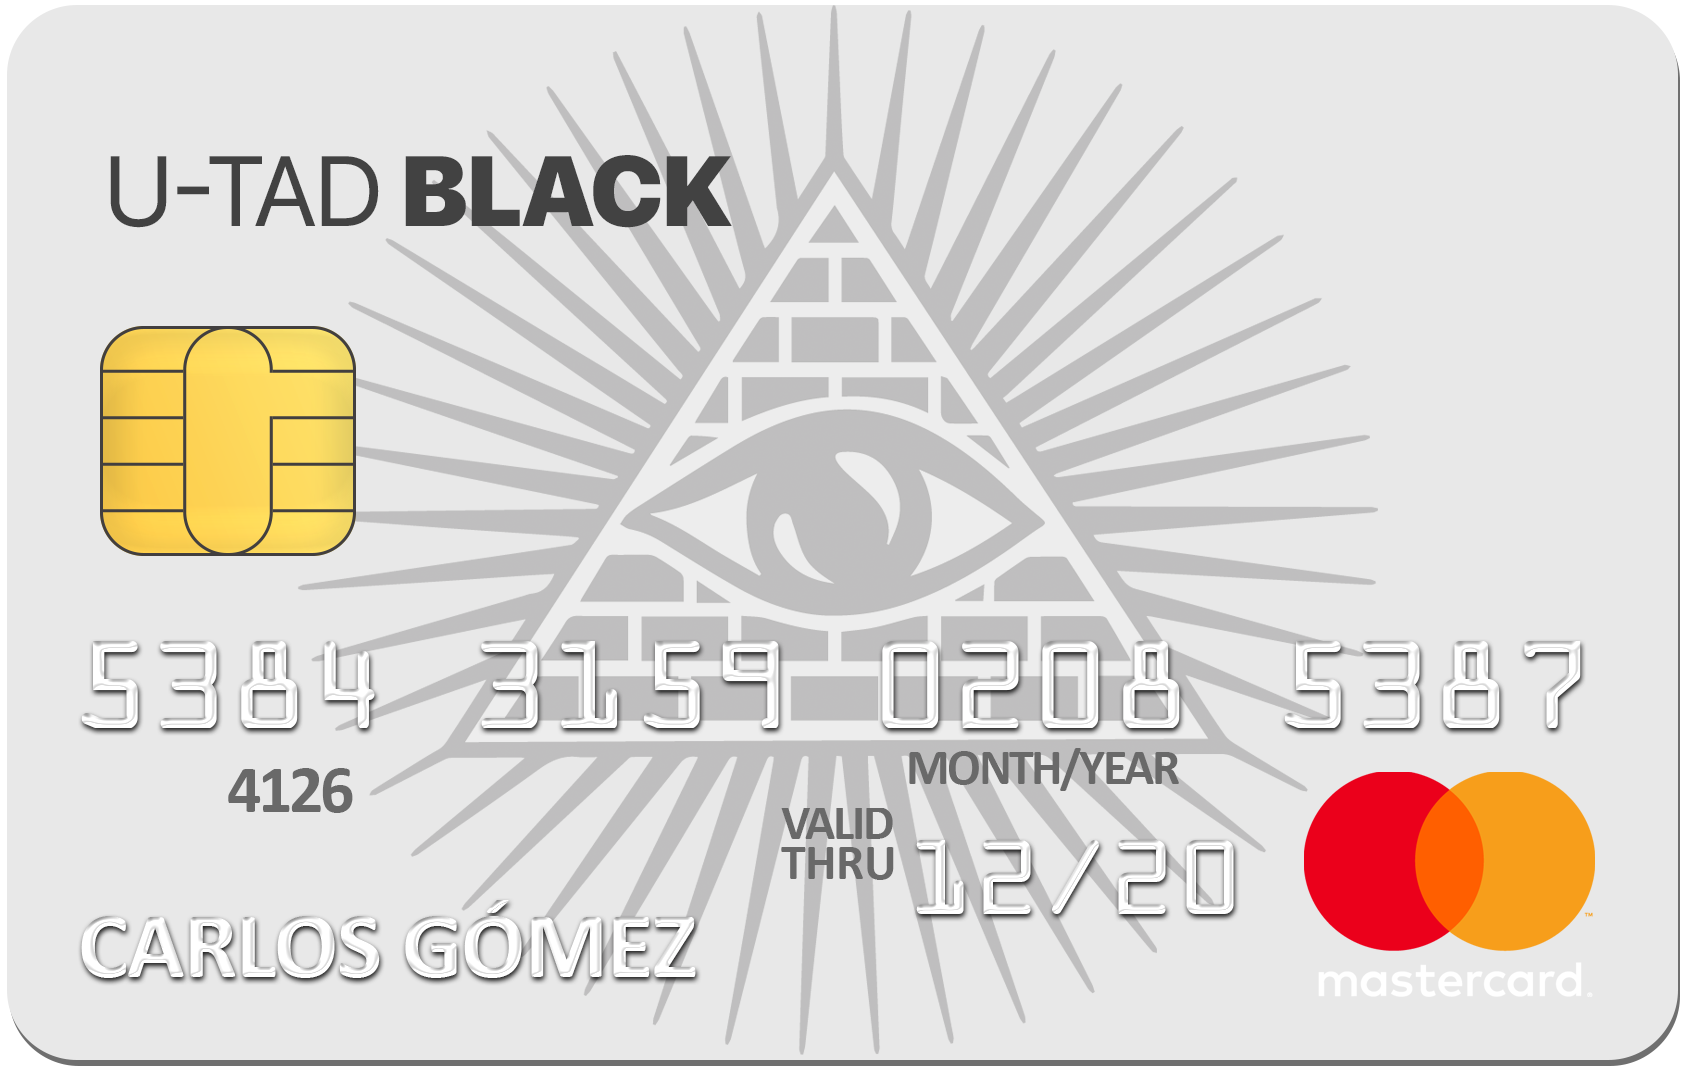 U-TAD BLACK
5384 3159 0208 5387
4126
MONTH/YEAR
VALID
THRU
12/20
CARLOS GÓMEZ
mastercard.